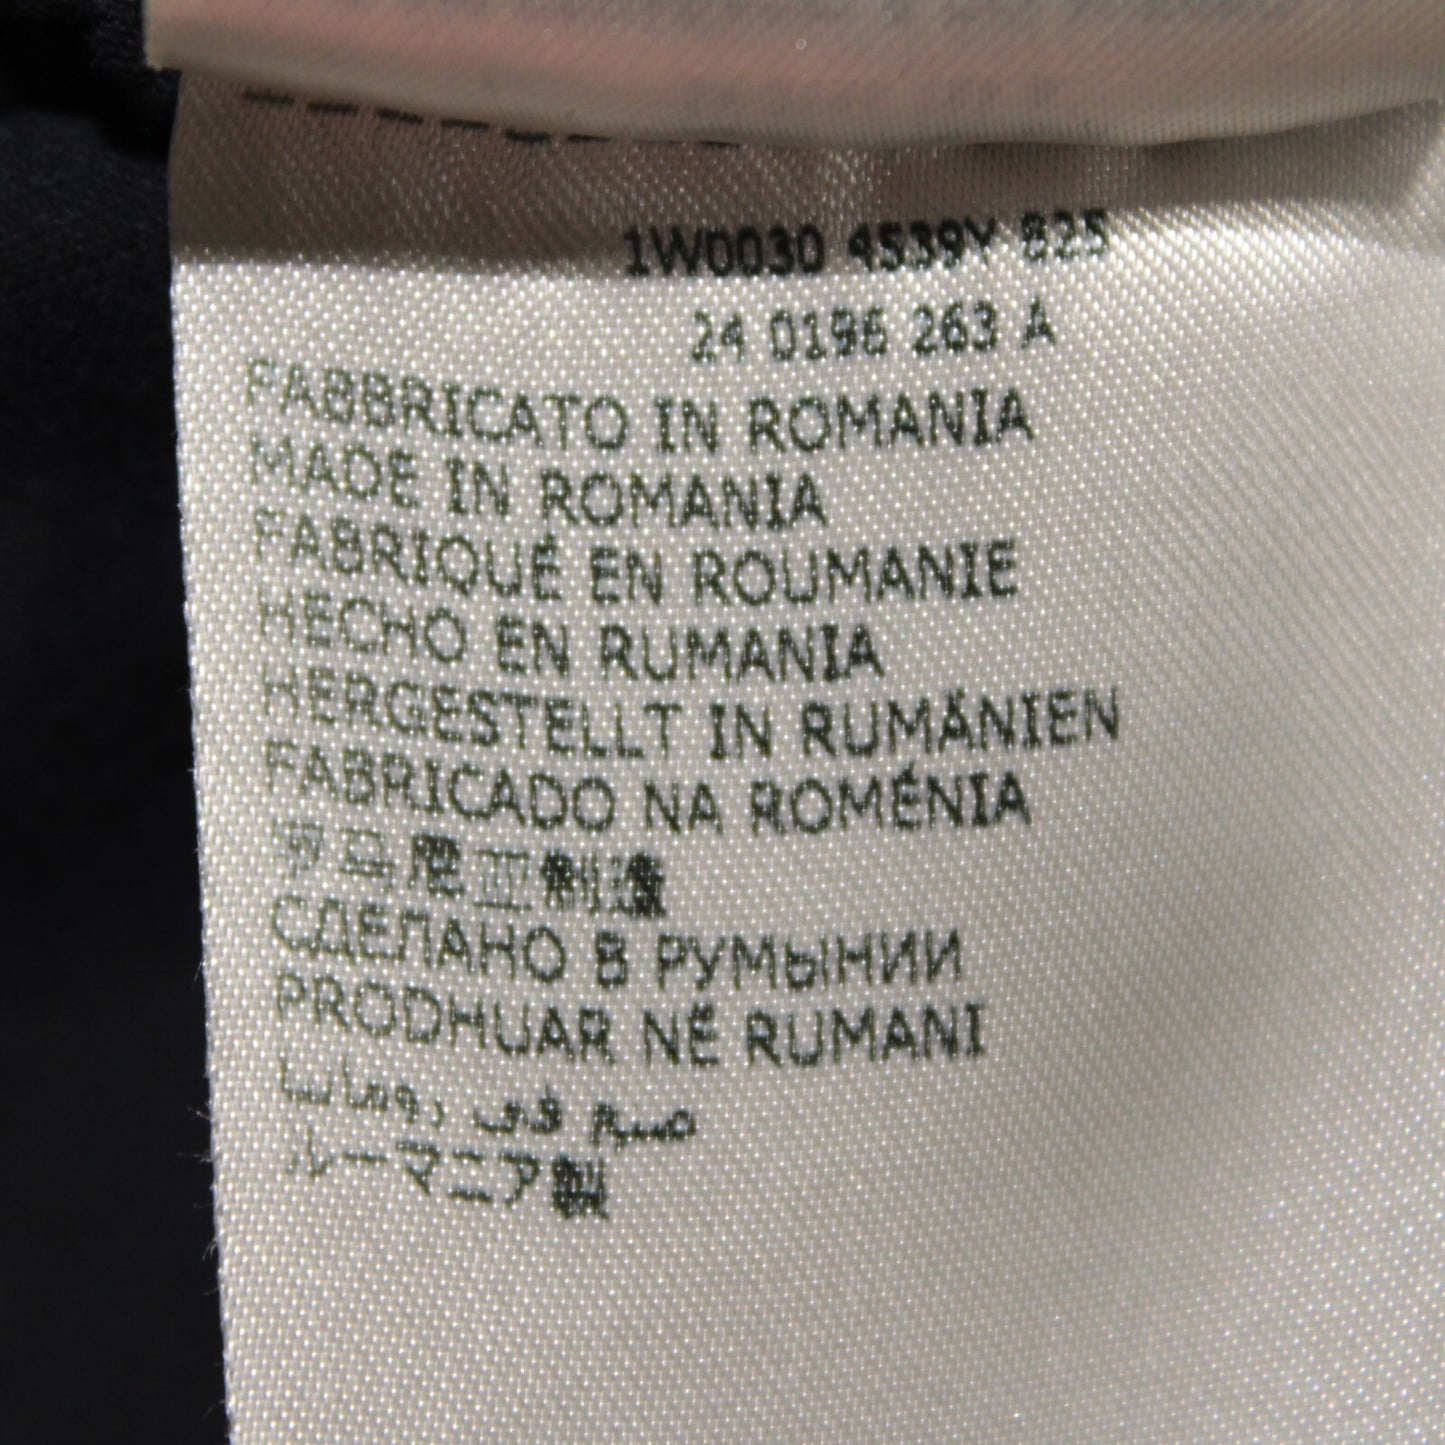 1W0030 4539Y 825
24 0196 263 A
FABBRICATO IN ROMANIA
MADE IN ROMANIA
FABRIQUÉ EN ROUMANIE
HECHO EN RUMANIA
HERGESTELLT IN RUMÄNIEN
FABRICADO NA ROMÉNIA
罗马尼亚制造
СДЕЛАНО В РУМЫНИИ
PRODHUAR NË RUMANI
صنع في رومانيا
ルーマニア製